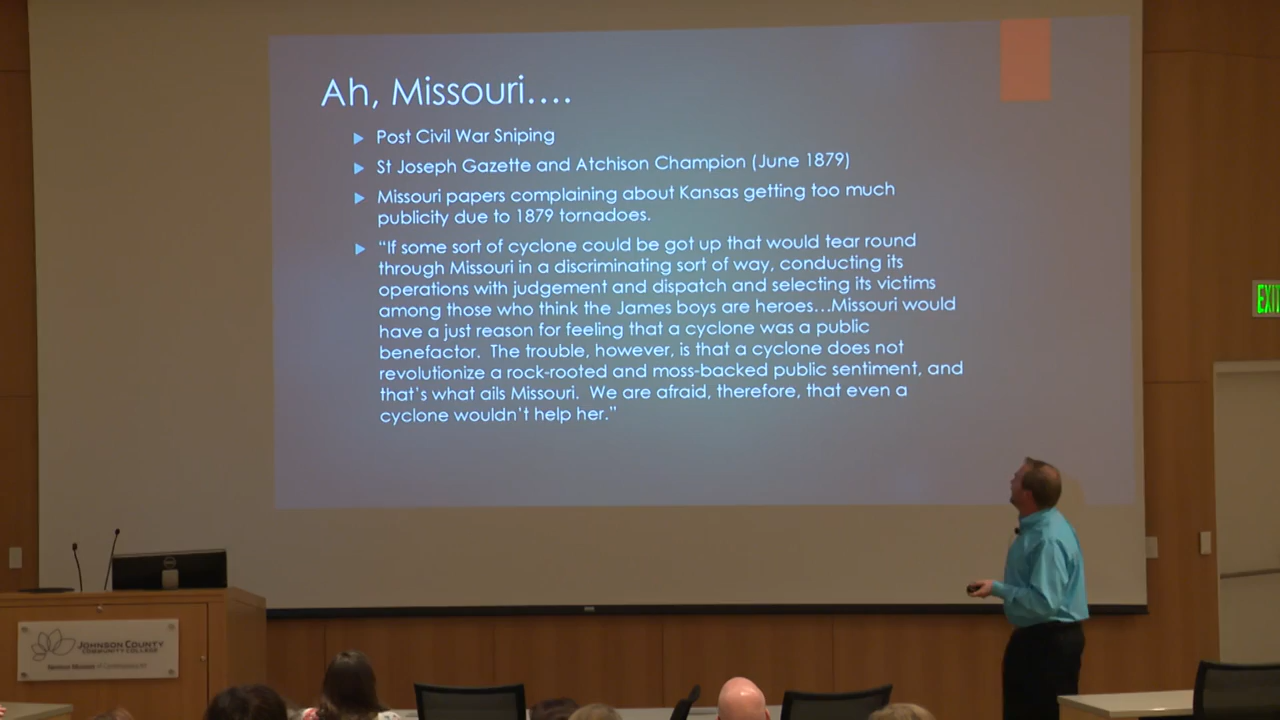 Ah, Missouri....
Post Civil War Sniping
St Joseph Gazette and Atchison Champion (June 1879)
Missouri papers complaining about Kansas getting too much
publicity due to 1879 tornadoes.
“If some sort of cyclone could be got up that would tear round
through Missouri in a discriminating sort of way, conducting its
operations with judgement and dispatch and selecting its victims
among those who think the James boys are heroes...Missouri would
have a just reason for feeling that a cyclone was a public
benefactor. The trouble, however, is that a cyclone does not
revolutionize a rock-rooted and moss-backed public sentiment, and
that’s what ails Missouri. We are afraid, therefore, that even a
cyclone wouldn’t help her.”
EXIT
JOHNSON COUNTY
COMMUNITY COLLEGE